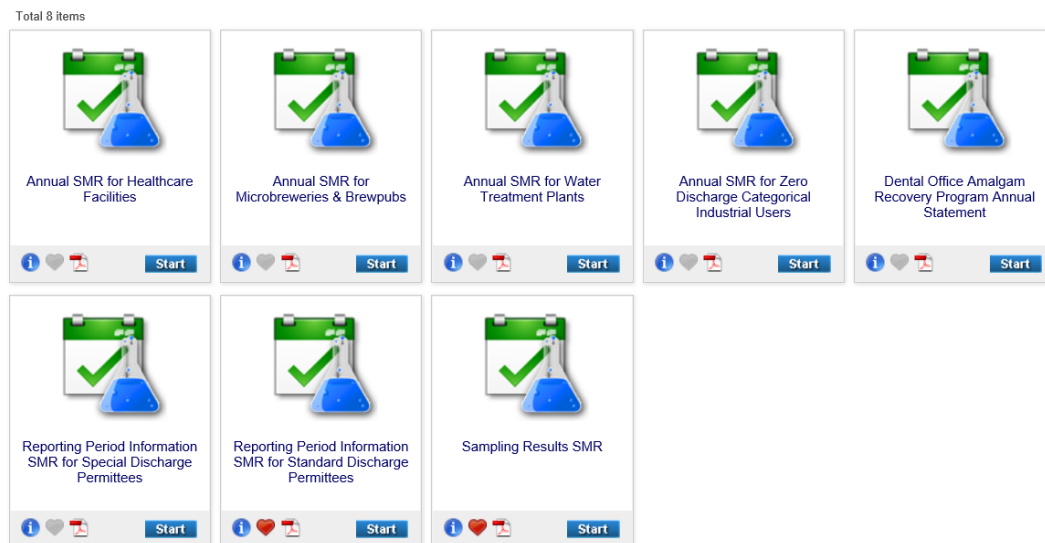 Total 8 items
Annual SMR for Healthcare
Facilities
Annual SMR for
Microbreweries & Brewpubs
Annual SMR for Water
Treatment Plants
Annual SMR for Zero
Discharge Categorical
Industrial Users
Dental Office Amalgam
Recovery Program Annual
Statement
Start
Start
Start
Start
Start
Reporting Period Information
SMR for Special Discharge
Permittees
Reporting Period Information
SMR for Standard Discharge
Permittees
Sampling Results SMR
Start
Start
Start